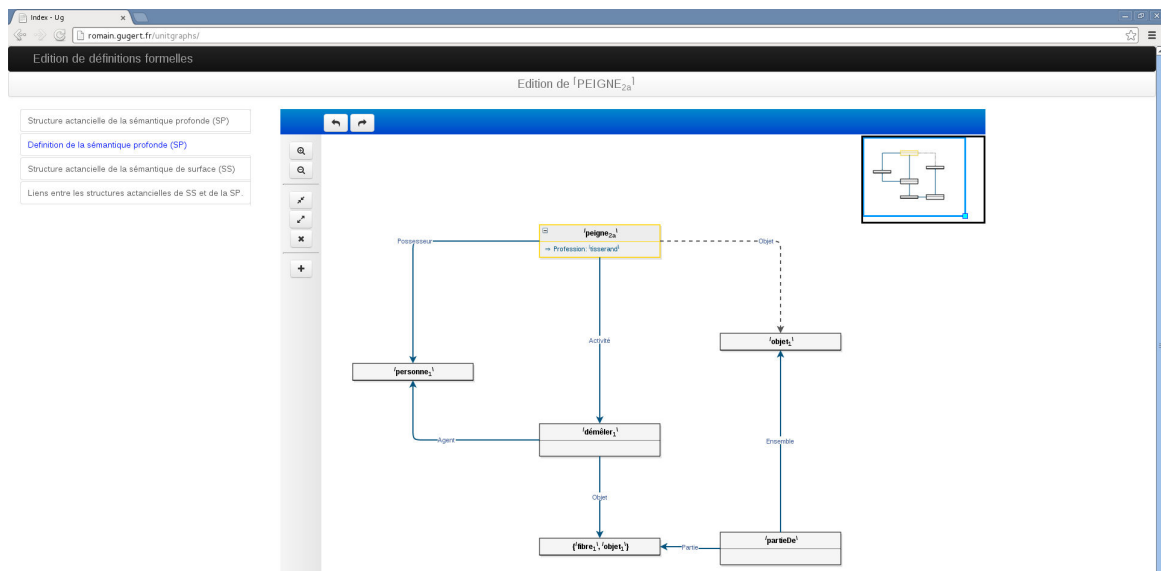 Index - Ug
romain.gugert.fr/unitgraphs/
Edition de définitions formelles
Edition de ⌈PEIGNE2a⌉
Structure actancielle de la sémantique profonde (SP)
Definition de la sémantique profonde (SP)
Structure actancielle de la sémantique de surface (SS)
Liens entre les structures actancielles de SS et de la SP..
Possesseur
/peigne2a\
⇒ Profession: /tisserand\
Objet
Activité
/objet1\
/personne1\
/démêler1\
Agent
Ensemble
Objet
{/fibre1\, /objet1\}
Partie
/partieDe\